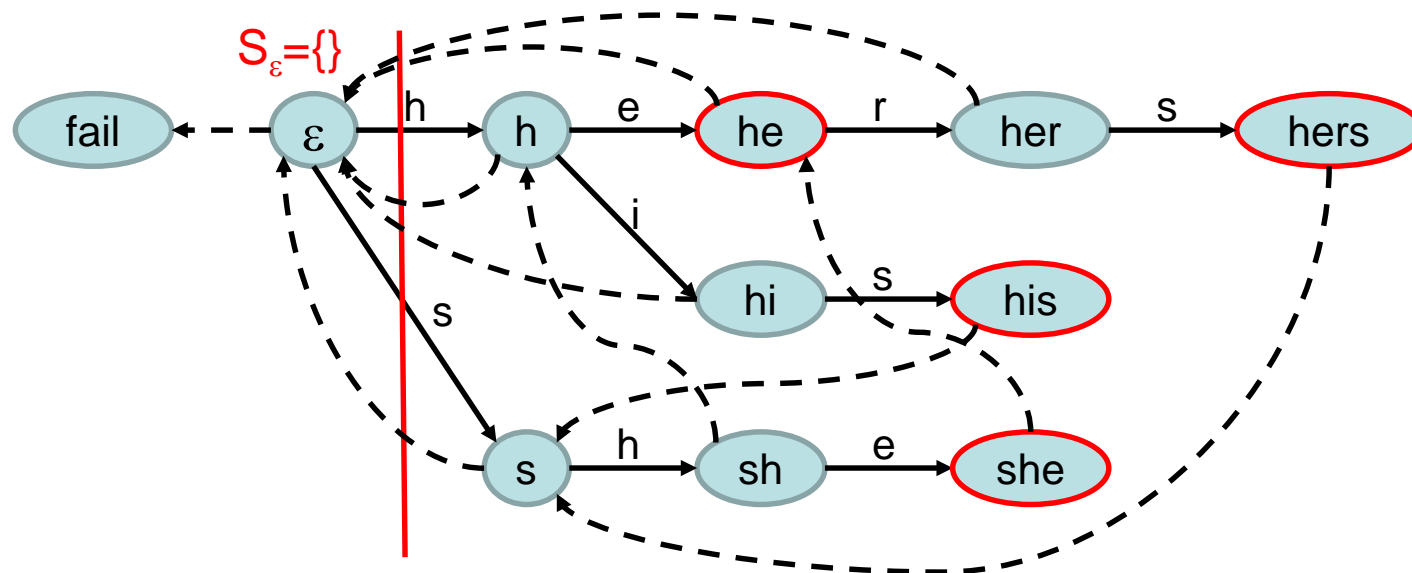 S_ε={}
h e r s
fail ε h he her hers
i
s s
hi his
h e
s sh she